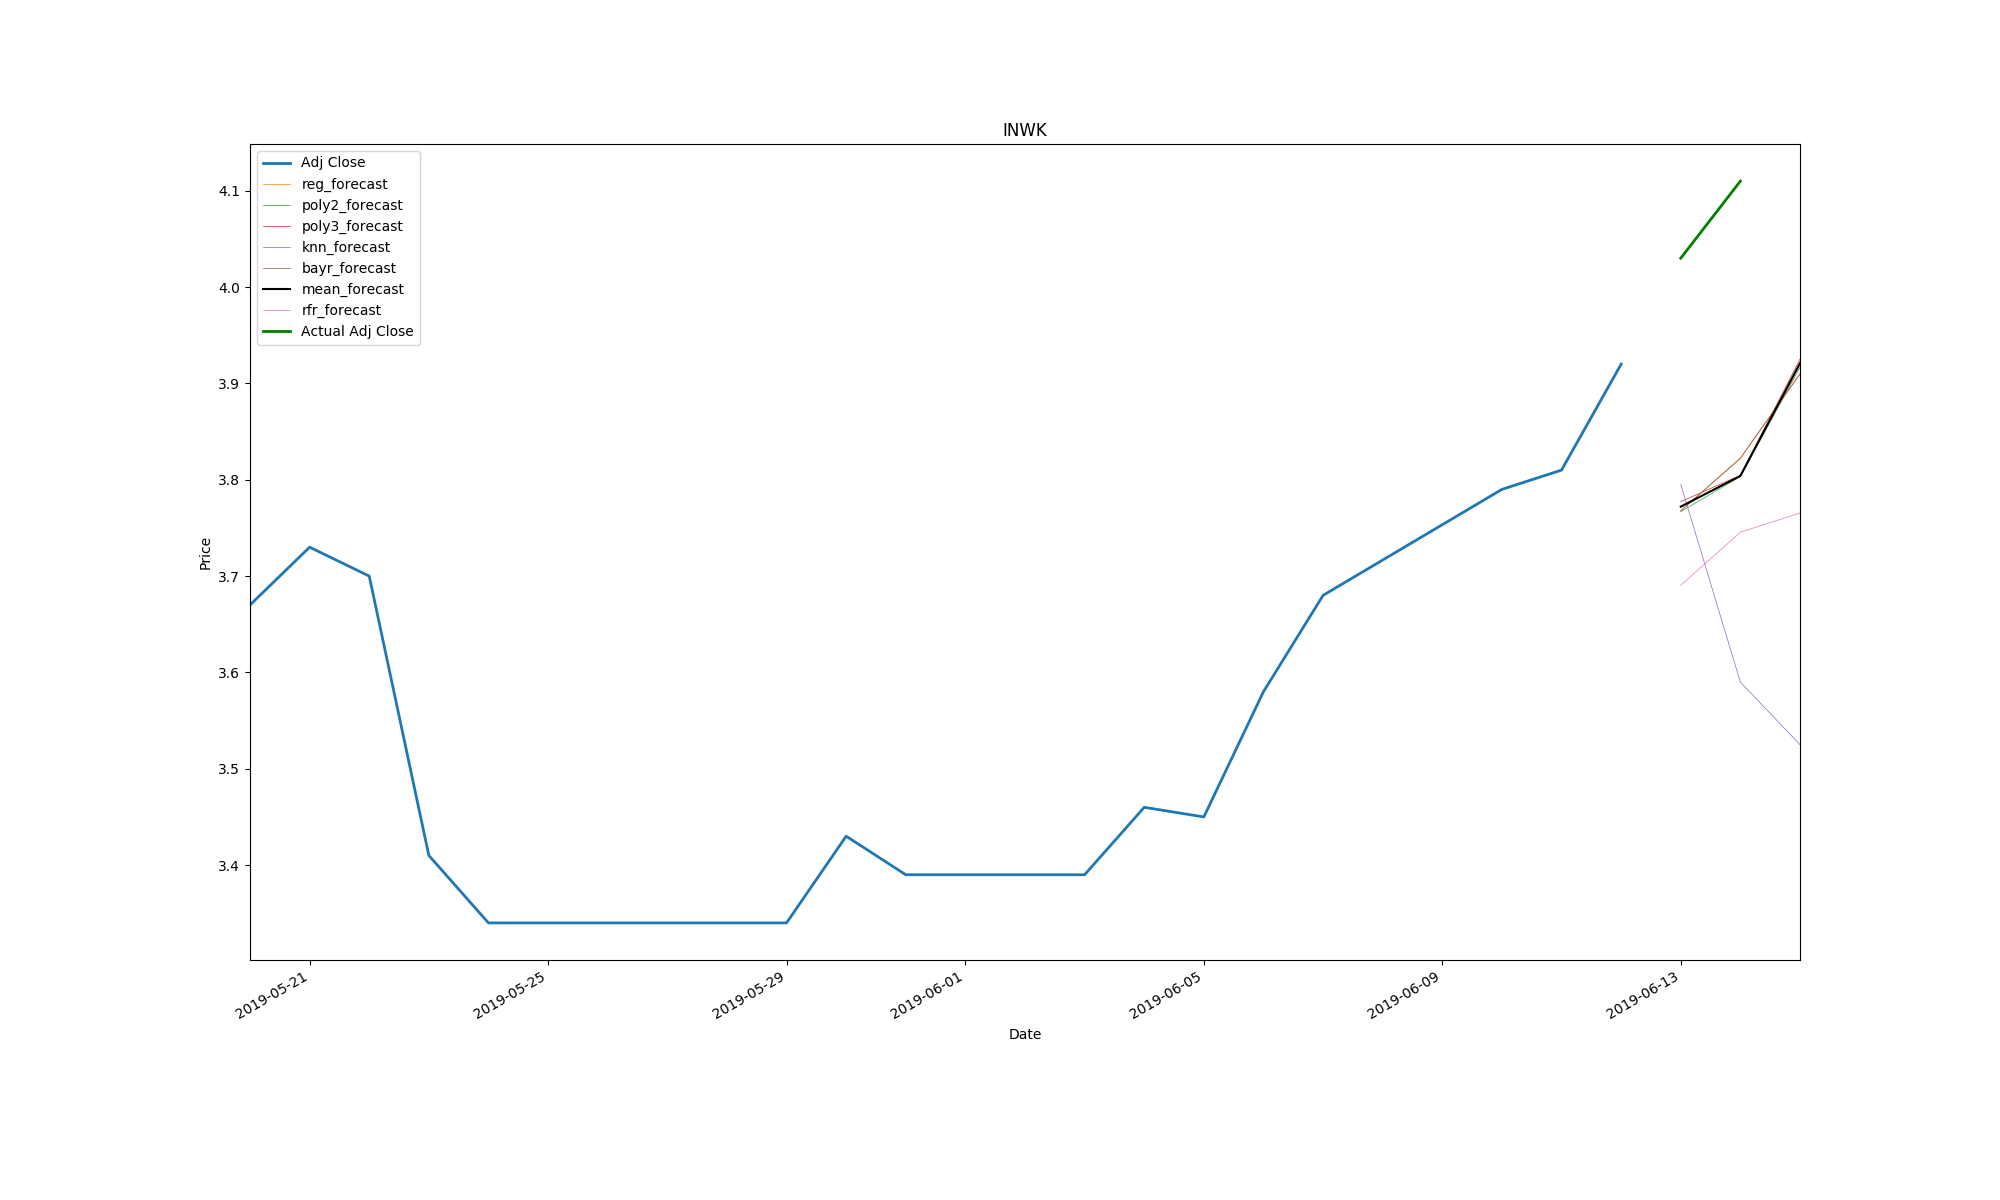 INWK
Adj Close
reg_forecast
poly2_forecast
poly3_forecast
knn_forecast
bayr_forecast
mean_forecast
rfr_forecast
Actual Adj Close
4.1
4.0
3.9
3.8
3.7
3.6
3.5
3.4
Price
2019-05-21
2019-05-25
2019-05-29
2019-06-01
2019-06-05
2019-06-09
2019-06-13
Date